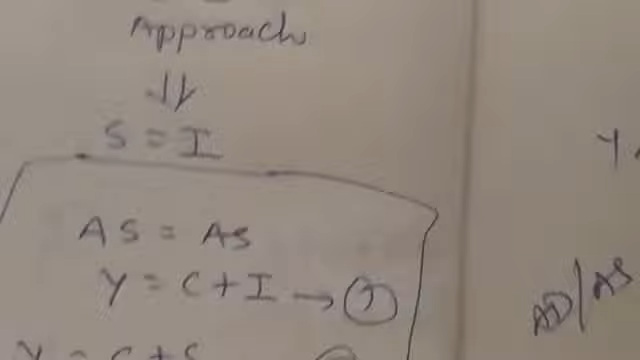 Approach
S = I
AS = AS
Y = C + I → ①
Y = C + S
Y
AD/AS